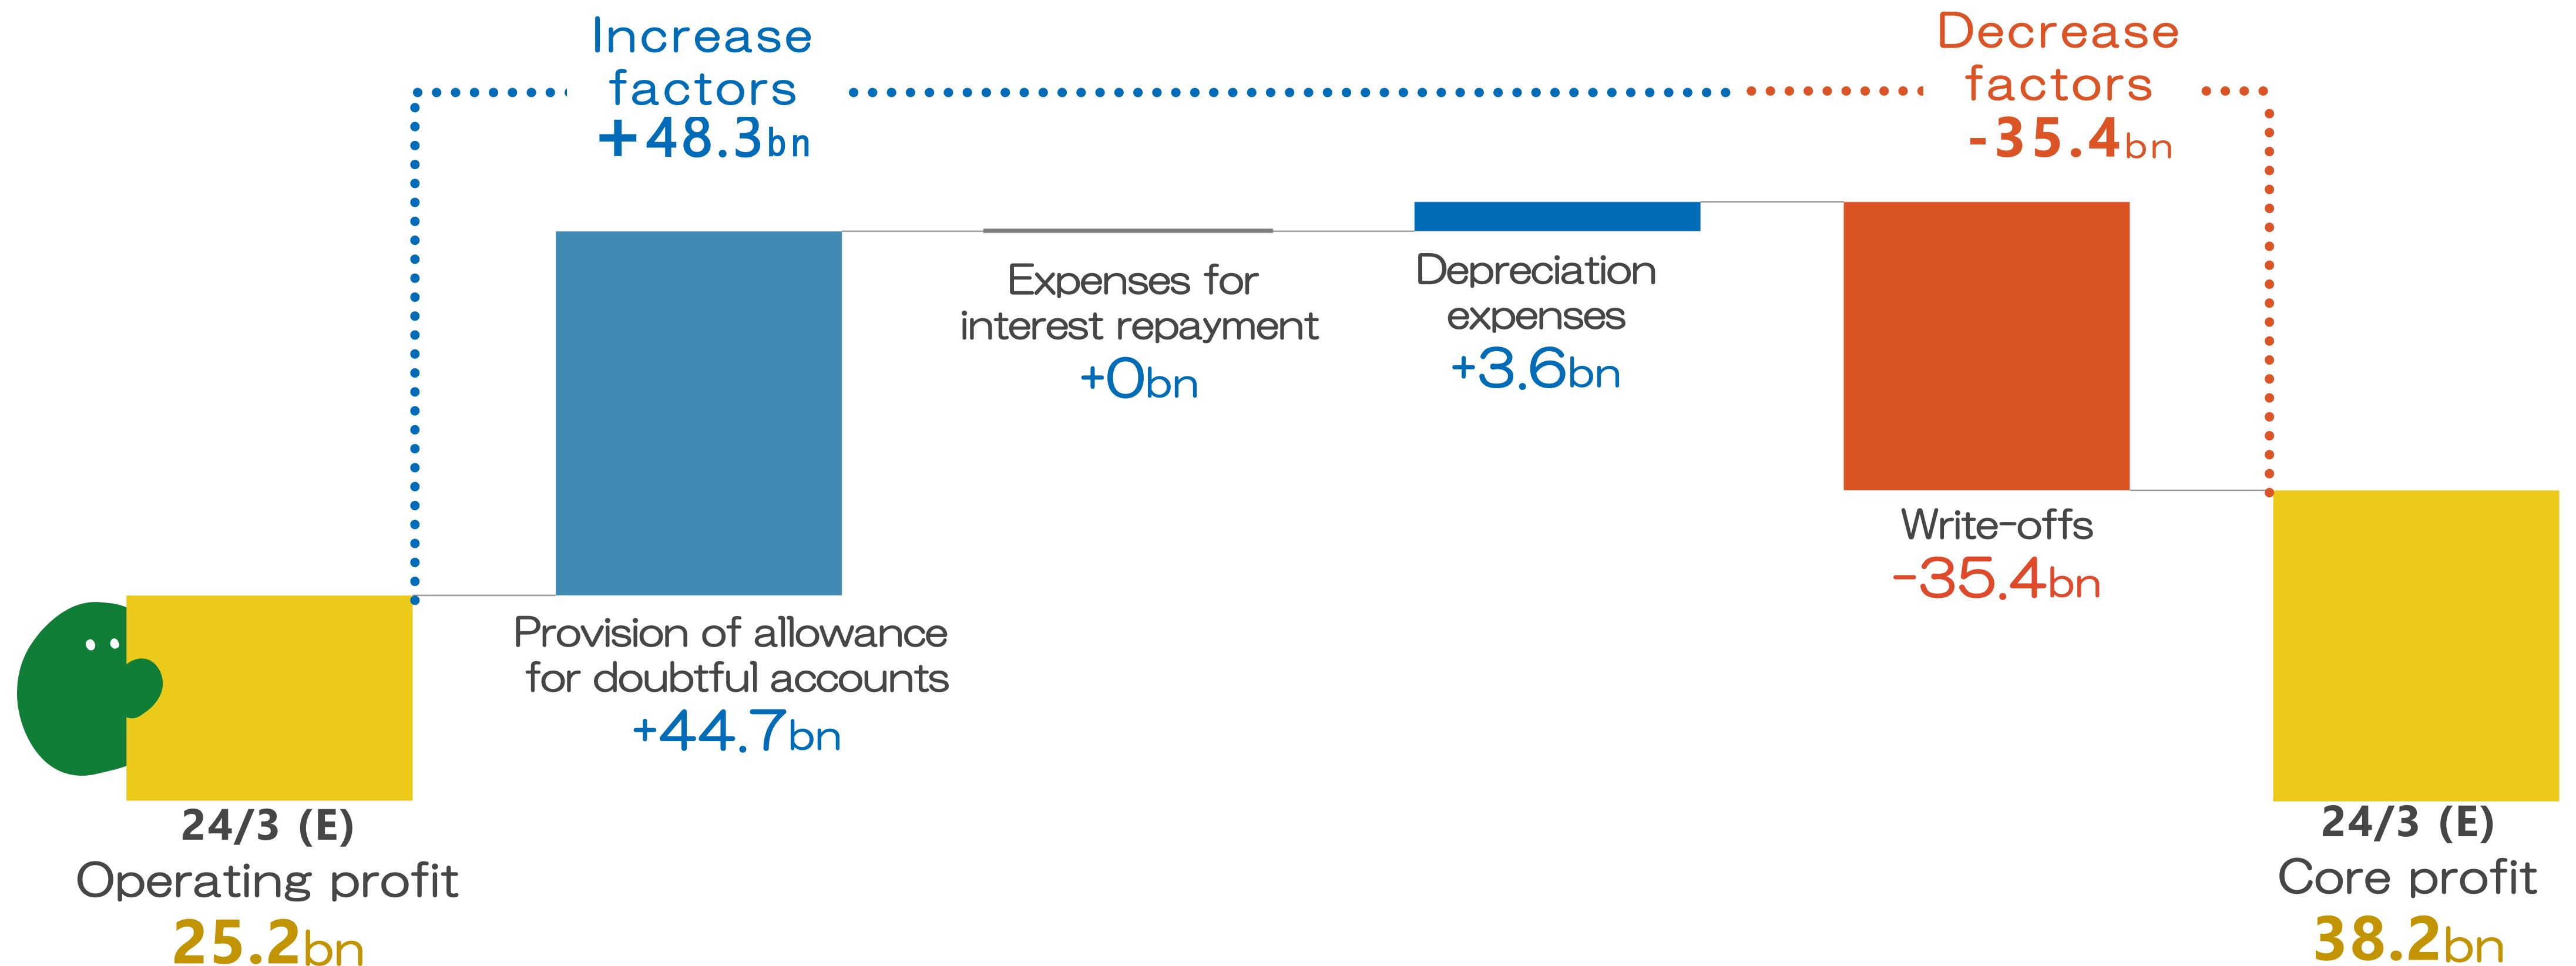 Increase
factors
+48.3bn
Decrease
factors
-35.4bn
Expenses for
interest repayment
+0bn
Depreciation
expenses
+3.6bn
Write-offs
-35.4bn
Provision of allowance
for doubtful accounts
+44.7bn
24/3 (E)
Operating profit
25.2bn
24/3 (E)
Core profit
38.2bn